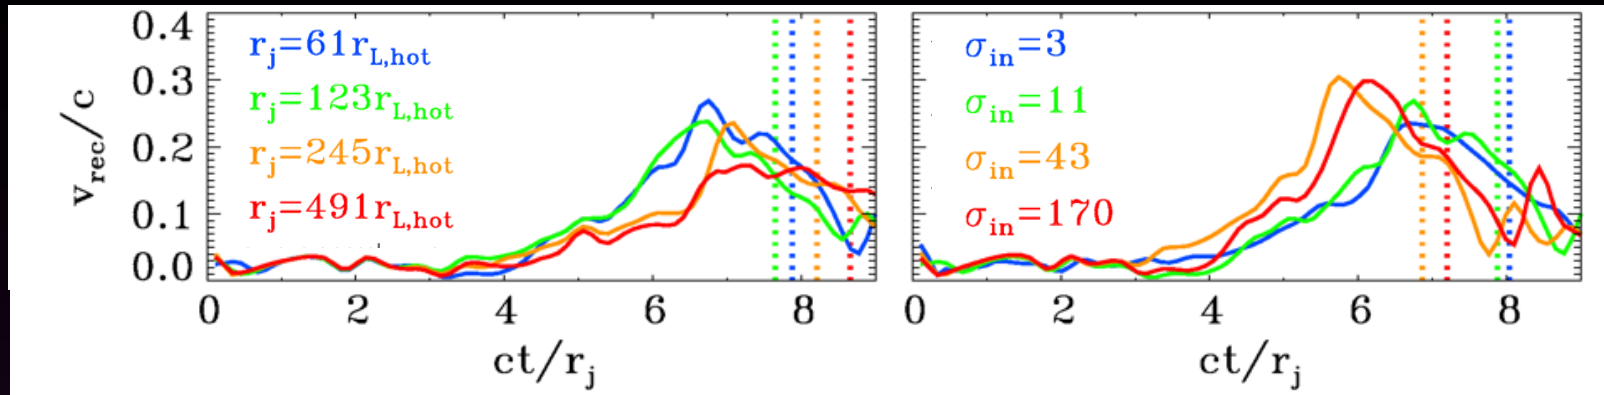 0.4
0.3
0.2
0.1
0.0
v_rec/c
r_j=61r_L,hot
r_j=123r_L,hot
r_j=245r_L,hot
r_j=491r_L,hot
0 2 4 6 8
ct/r_j
σ_in=3
σ_in=11
σ_in=43
σ_in=170
0 2 4 6 8
ct/r_j